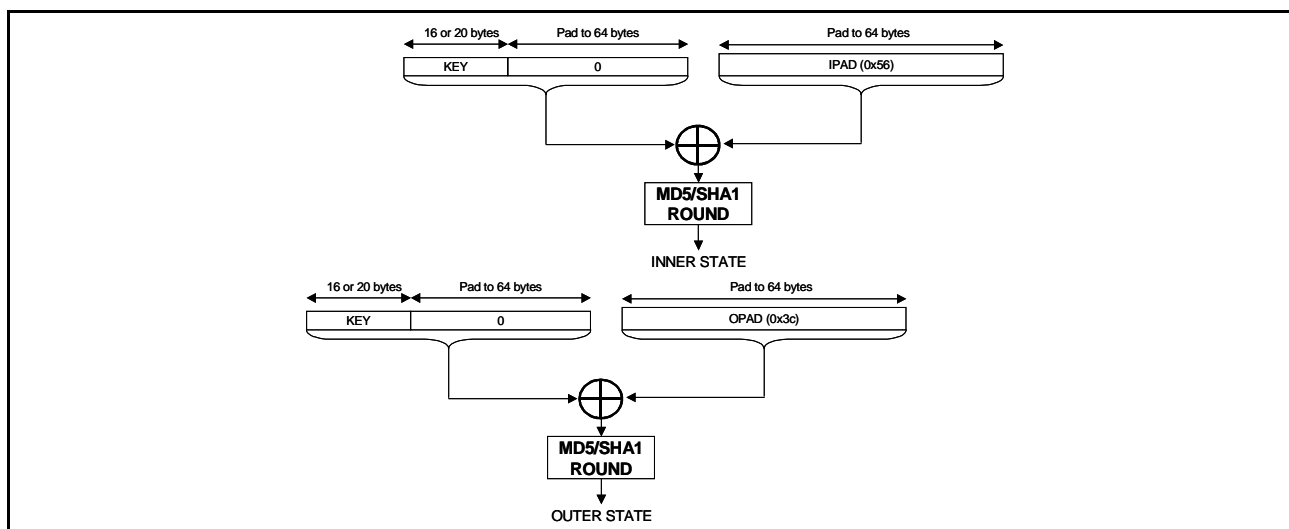 16 or 20 bytes Pad to 64 bytes Pad to 64 bytes
KEY 0 IPAD (0x56)
MD5/SHA1
ROUND
INNER STATE
16 or 20 bytes Pad to 64 bytes Pad to 64 bytes
KEY 0 OPAD (0x3c)
MD5/SHA1
ROUND
OUTER STATE